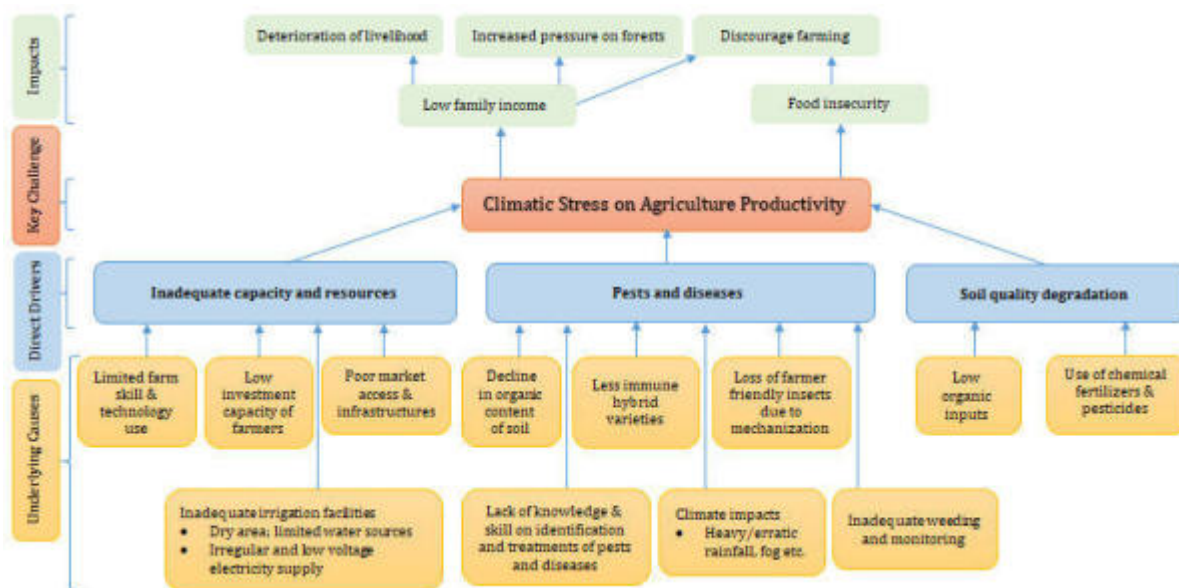 Impacts
Deterioration of livelihood
Increased pressure on forests
Discourage farming
Low family income
Food insecurity
Key Challenge
Climatic Stress on Agriculture Productivity
Direct Drivers
Inadequate capacity and resources
Pests and diseases
Soil quality degradation
Underlying Causes
Limited farm
skill &
technology
use
Low
investment
capacity of
farmers
Poor market
access &
infrastructures
Decline
in organic
content
of soil
Less immune
hybrid
varieties
Loss of farmer
friendly insects
due to
mechanization
Low
organic
inputs
Use of chemical
fertilizers &
pesticides
Inadequate irrigation facilities
• Dry area; limited water sources
• Irregular and low voltage
electricity supply
Lack of knowledge &
skill on identification
and treatments of pests
and diseases
Climate impacts
• Heavy/erratic
rainfall, fog etc.
Inadequate weeding
and monitoring